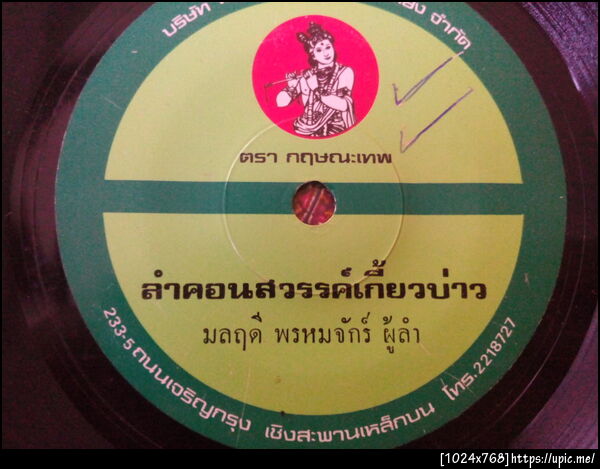 บริษัท
จำกัด
ตรา กฤษณะเทพ
ลำคอนสวรรค์เกี้ยวบ่าว
มลฤดี พรหมจักร์ ผู้ลำ
233-5 ถนนเจริญกรุง เชิงสะพานเหล็กบน โทร. 2218727
[1024x768]https://upic.me/